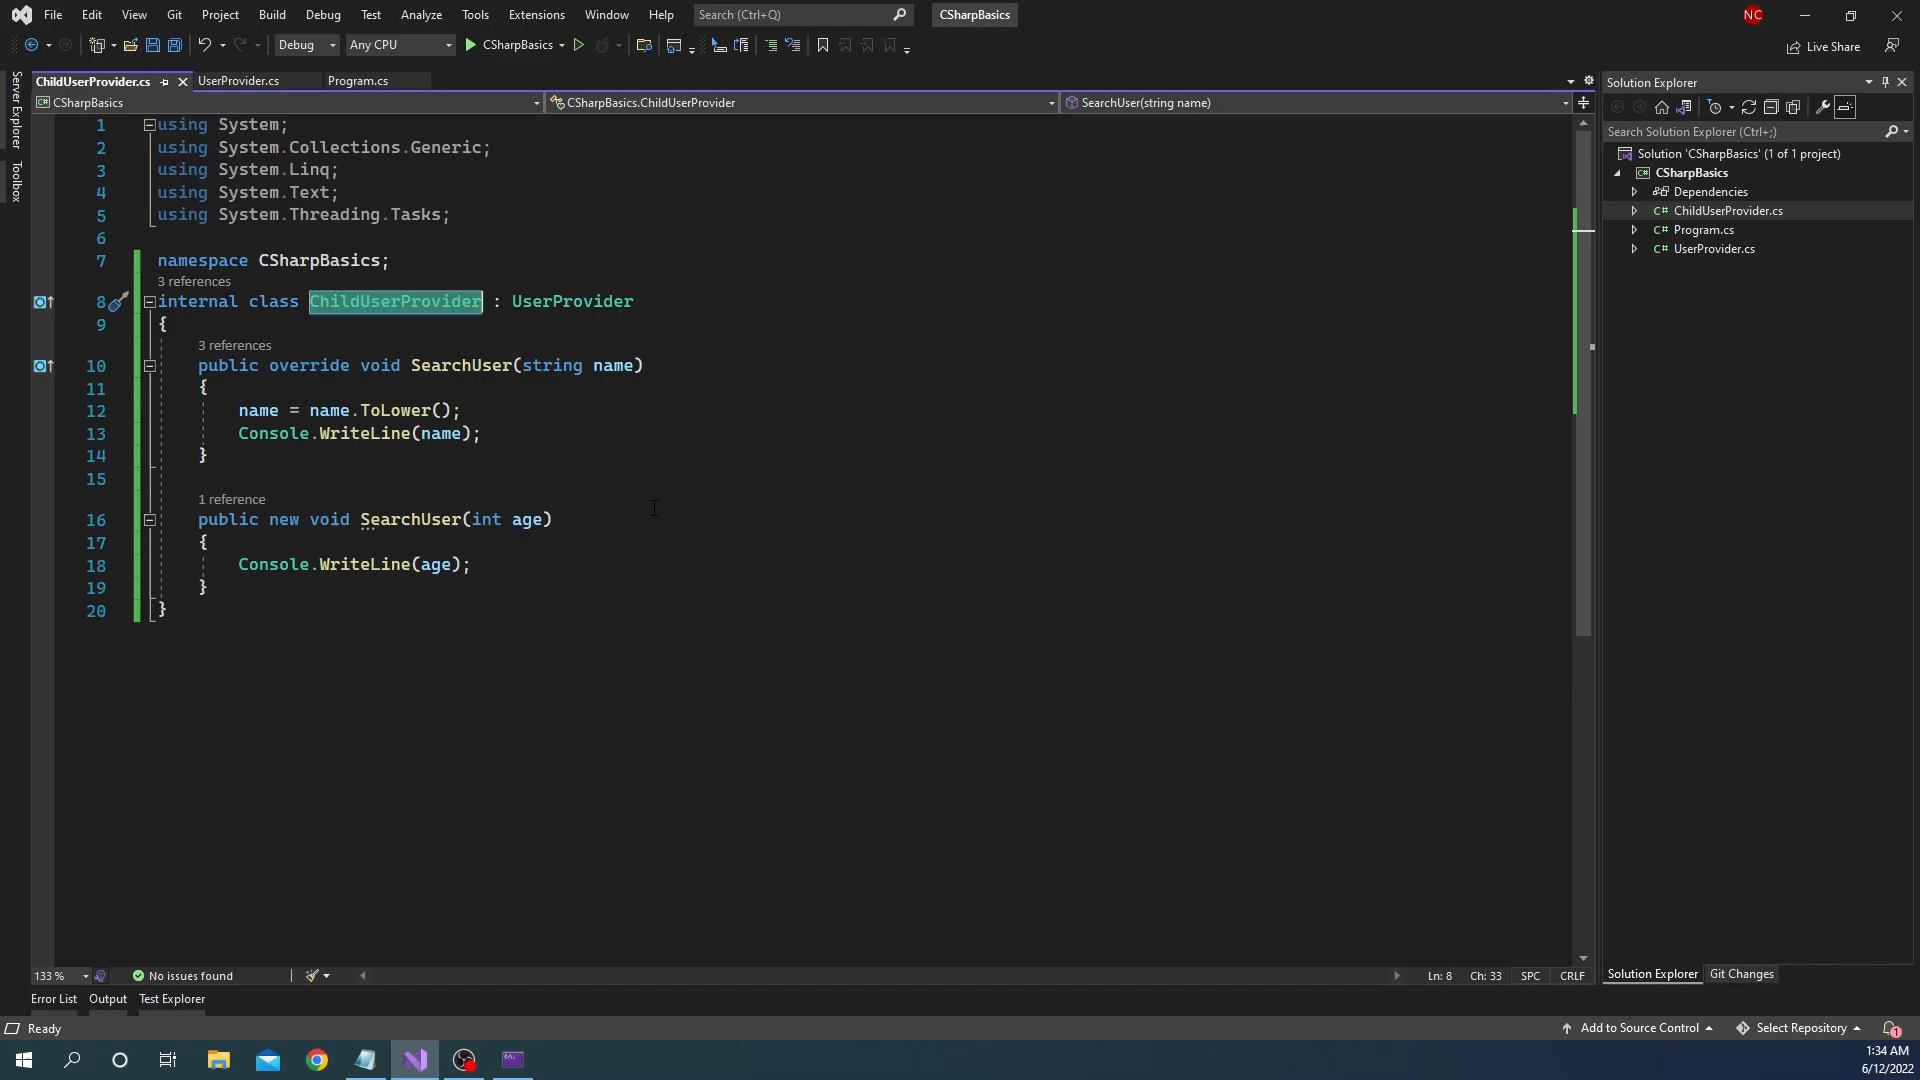 File Edit View Git Project Build Debug Test Analyze Tools Extensions Window Help Search (Ctrl+Q) CSharpBasics NC
Debug Any CPU CSharpBasics Live Share
ChildUserProvider.cs UserProvider.cs Program.cs
CSharpBasics CSharpBasics.ChildUserProvider SearchUser(string name)
Server Explorer
Toolbox
1 using System;
2 using System.Collections.Generic;
3 using System.Linq;
4 using System.Text;
5 using System.Threading.Tasks;
6
7 namespace CSharpBasics;
3 references
8 internal class ChildUserProvider : UserProvider
9 {
3 references
10 public override void SearchUser(string name)
11 {
12 name = name.ToLower();
13 Console.WriteLine(name);
14 }
15
1 reference
16 public new void SearchUser(int age)
17 {
18 Console.WriteLine(age);
19 }
20 }
Solution Explorer
Search Solution Explorer (Ctrl+;)
Solution 'CSharpBasics' (1 of 1 project)
C# CSharpBasics
Dependencies
C# ChildUserProvider.cs
C# Program.cs
C# UserProvider.cs
133 % No issues found Ln: 8 Ch: 33 SPC CRLF
Solution Explorer Git Changes
Error List Output Test Explorer
Ready Add to Source Control Select Repository 1
1:34 AM
6/12/2022